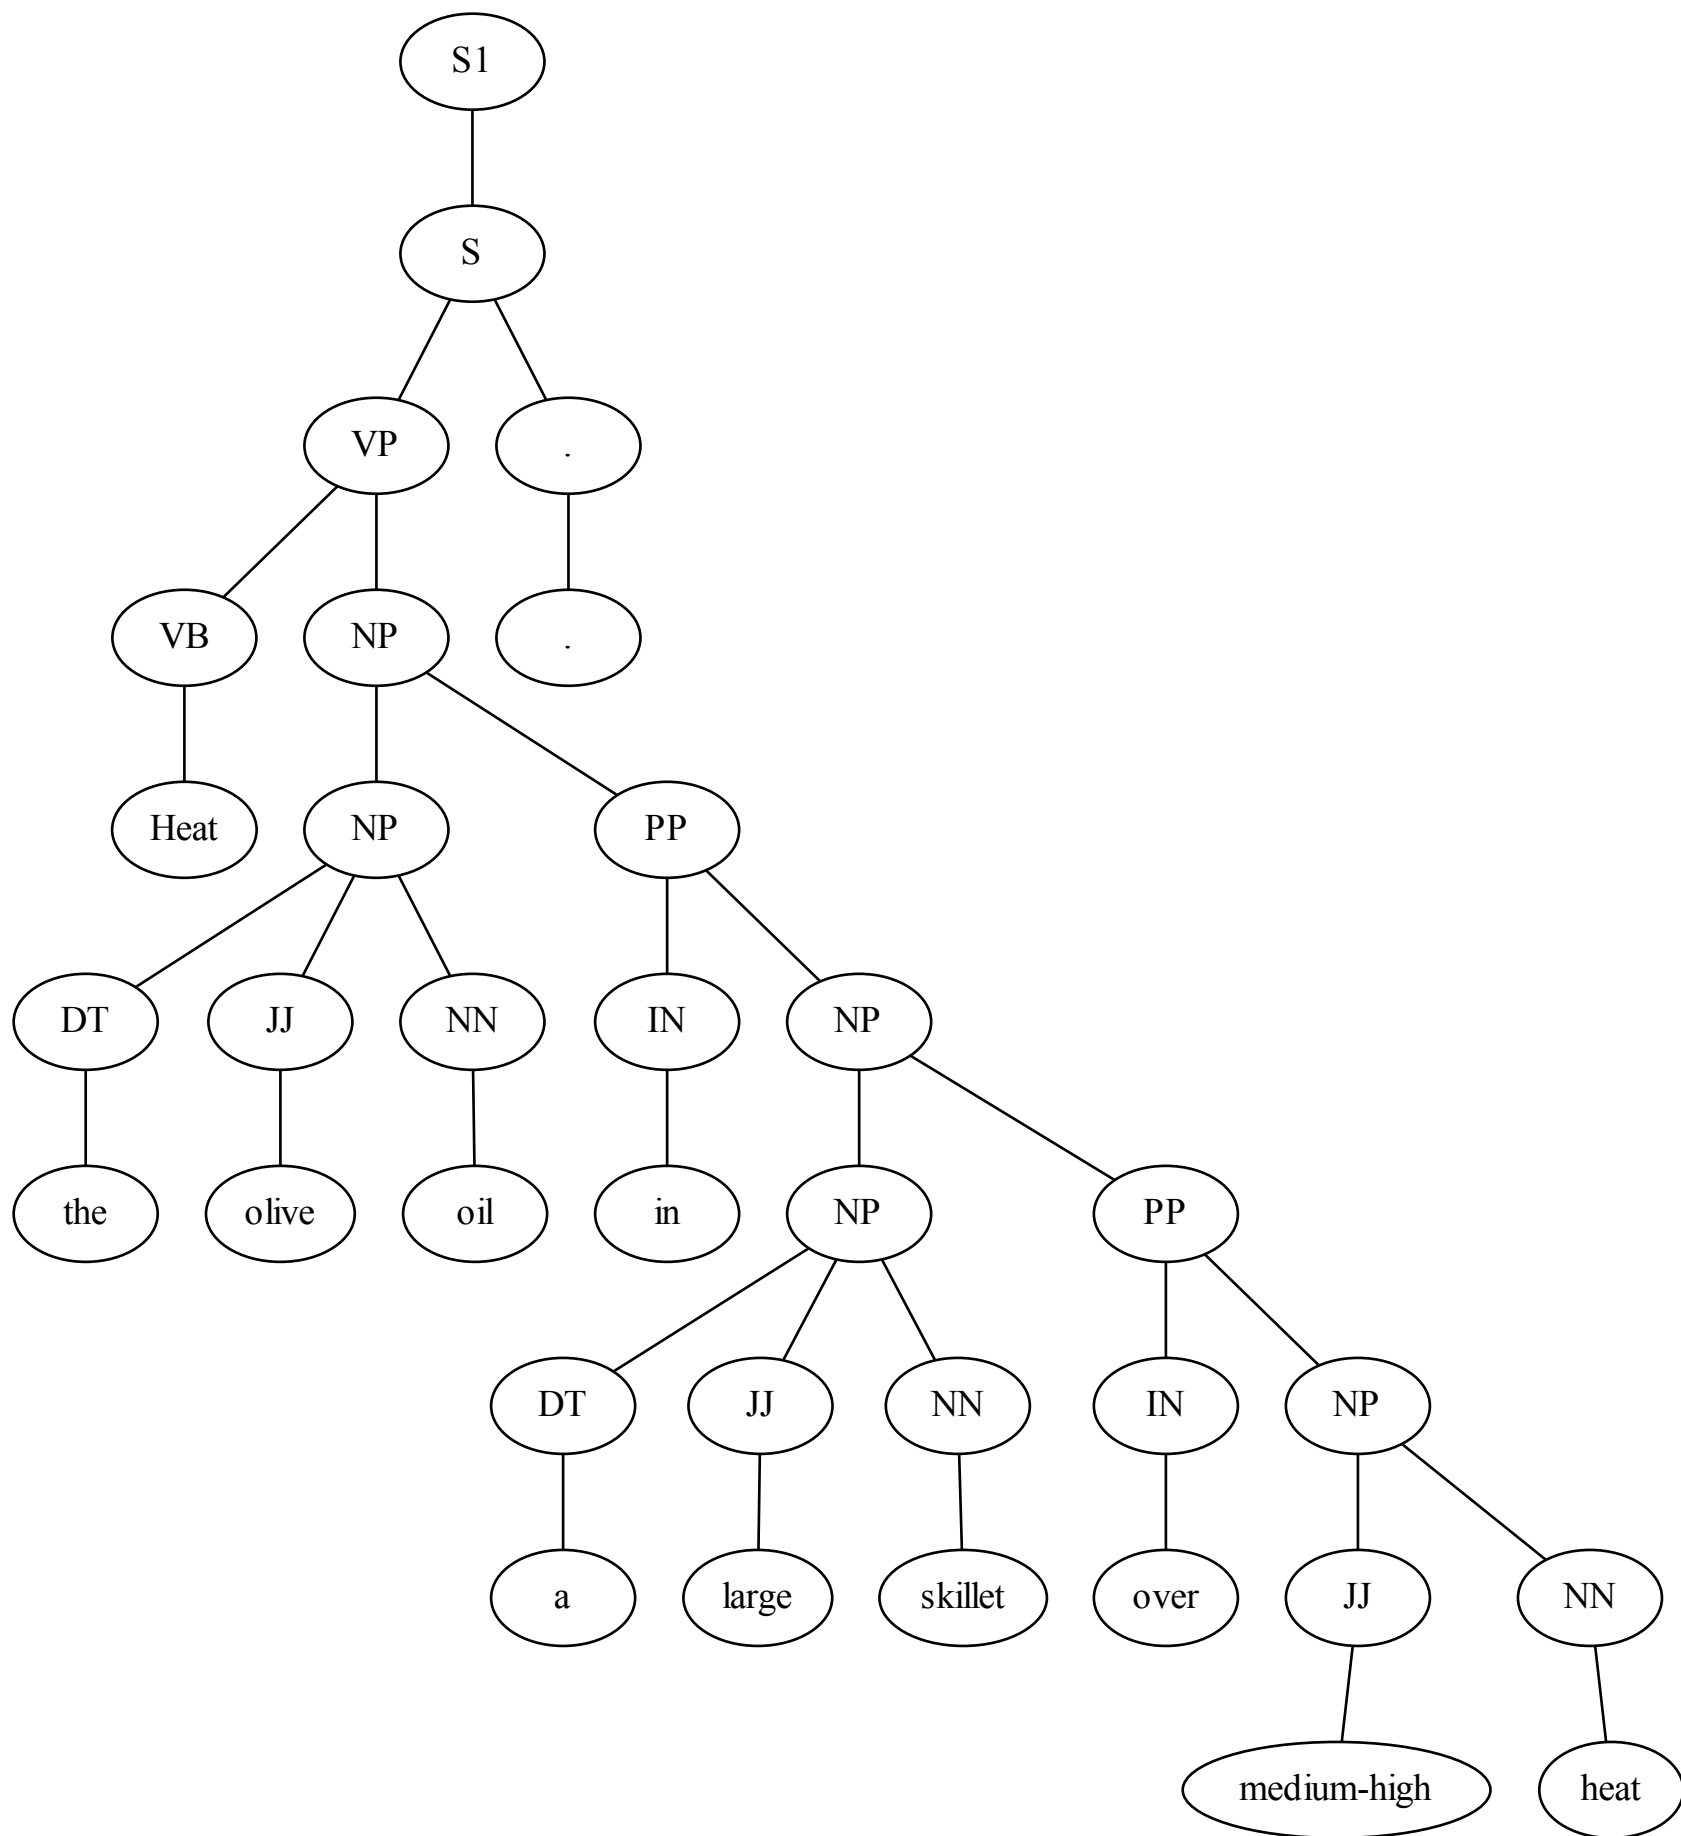 S1
S
VP .
VB NP .
Heat NP PP
DT JJ NN IN NP
the olive oil in NP PP
DT JJ NN IN NP
a large skillet over JJ NN
medium-high heat